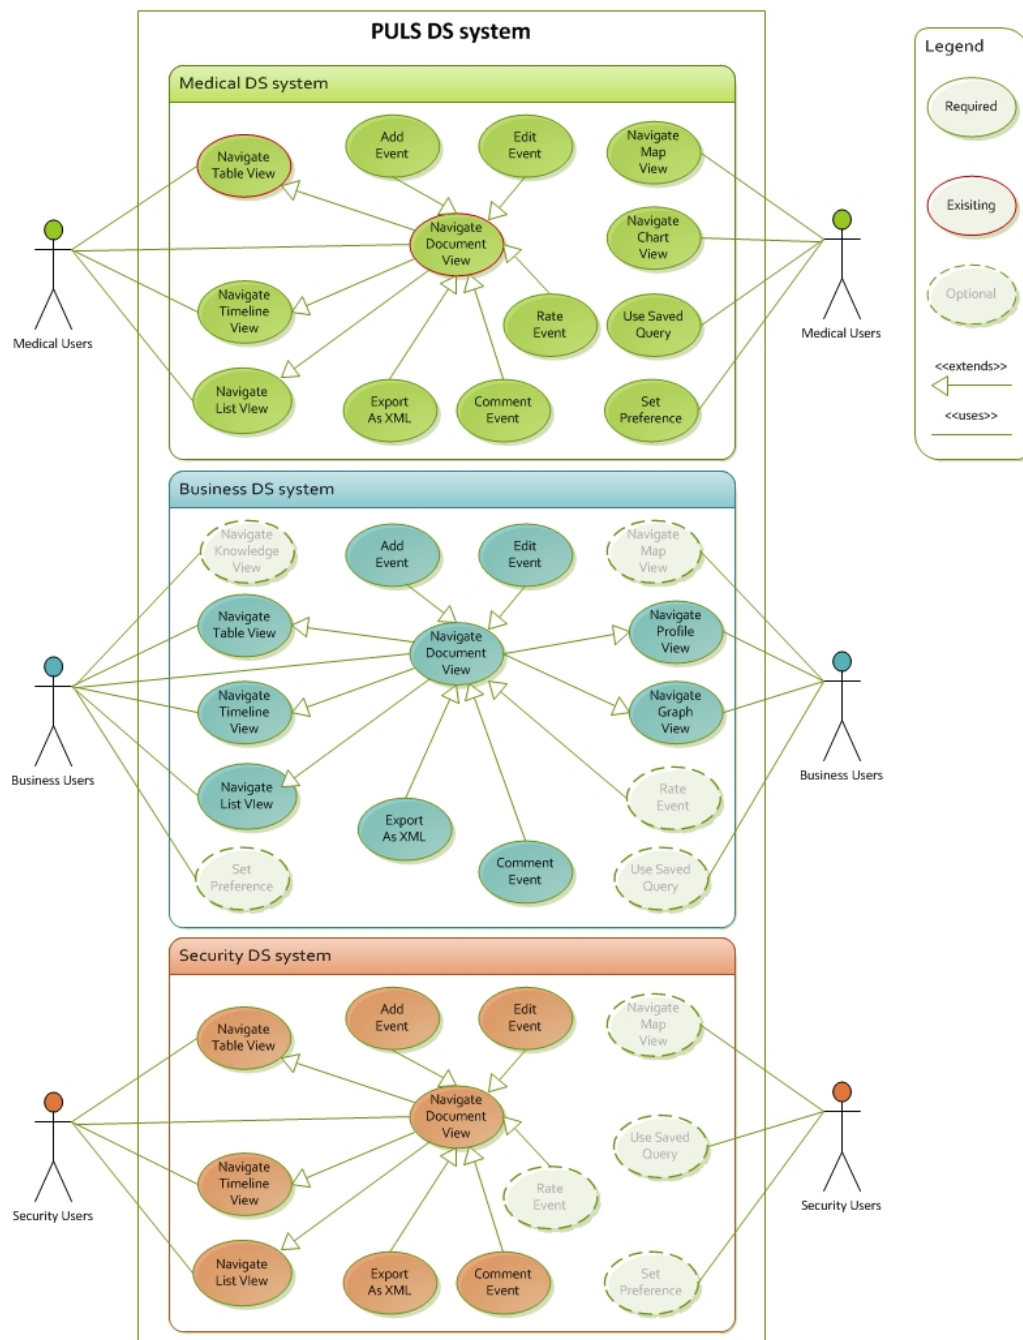 PULS DS system
Legend
Required
Exisiting
Optional
<<extends>>
<<uses>>
Medical DS system
Navigate
Table View
Add
Event
Edit
Event
Navigate
Map
View
Navigate
Document
View
Navigate
Chart
View
Navigate
Timeline
View
Rate
Event
Use Saved
Query
Navigate
List VIew
Export
As XML
Comment
Event
Set
Preference
Medical Users
Medical Users
Business DS system
Navigate
Knowledge
View
Add
Event
Edit
Event
Navigate
Map
View
Navigate
Table View
Navigate
Document
View
Navigate
Profile
View
Navigate
Timeline
View
Navigate
Graph
View
Navigate
List VIew
Rate
Event
Export
As XML
Comment
Event
Set
Preference
Use Saved
Query
Business Users
Business Users
Security DS system
Navigate
Table View
Add
Event
Edit
Event
Navigate
Map
View
Navigate
Document
View
Use Saved
Query
Navigate
Timeline
View
Rate
Event
Navigate
List VIew
Export
As XML
Comment
Event
Set
Preference
Security Users
Security Users